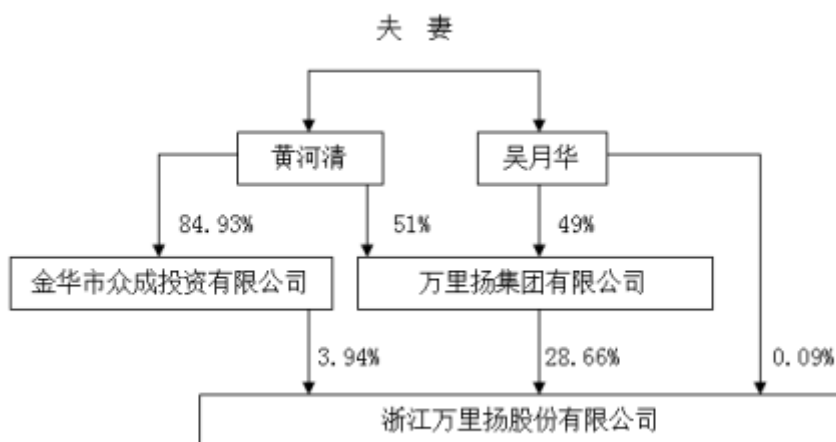 夫 妻
黄河清 吴月华
84.93% 51% 49%
金华市众成投资有限公司 万里扬集团有限公司
3.94% 28.66% 0.09%
浙江万里扬股份有限公司